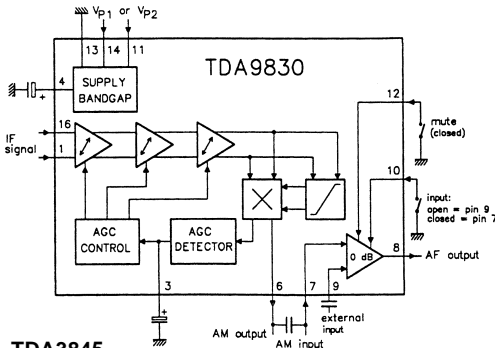 VP1 or VP2
13 14 11
TDA9830
4
SUPPLY
BANDGAP
12
mute
(closed)
16
IF
signal
1
10
input:
open = pin 9
closed = pin 7
AGC
CONTROL
AGC
DETECTOR
0 dB
8
AF output
3
6
7
9
external
input
AM output
AM input